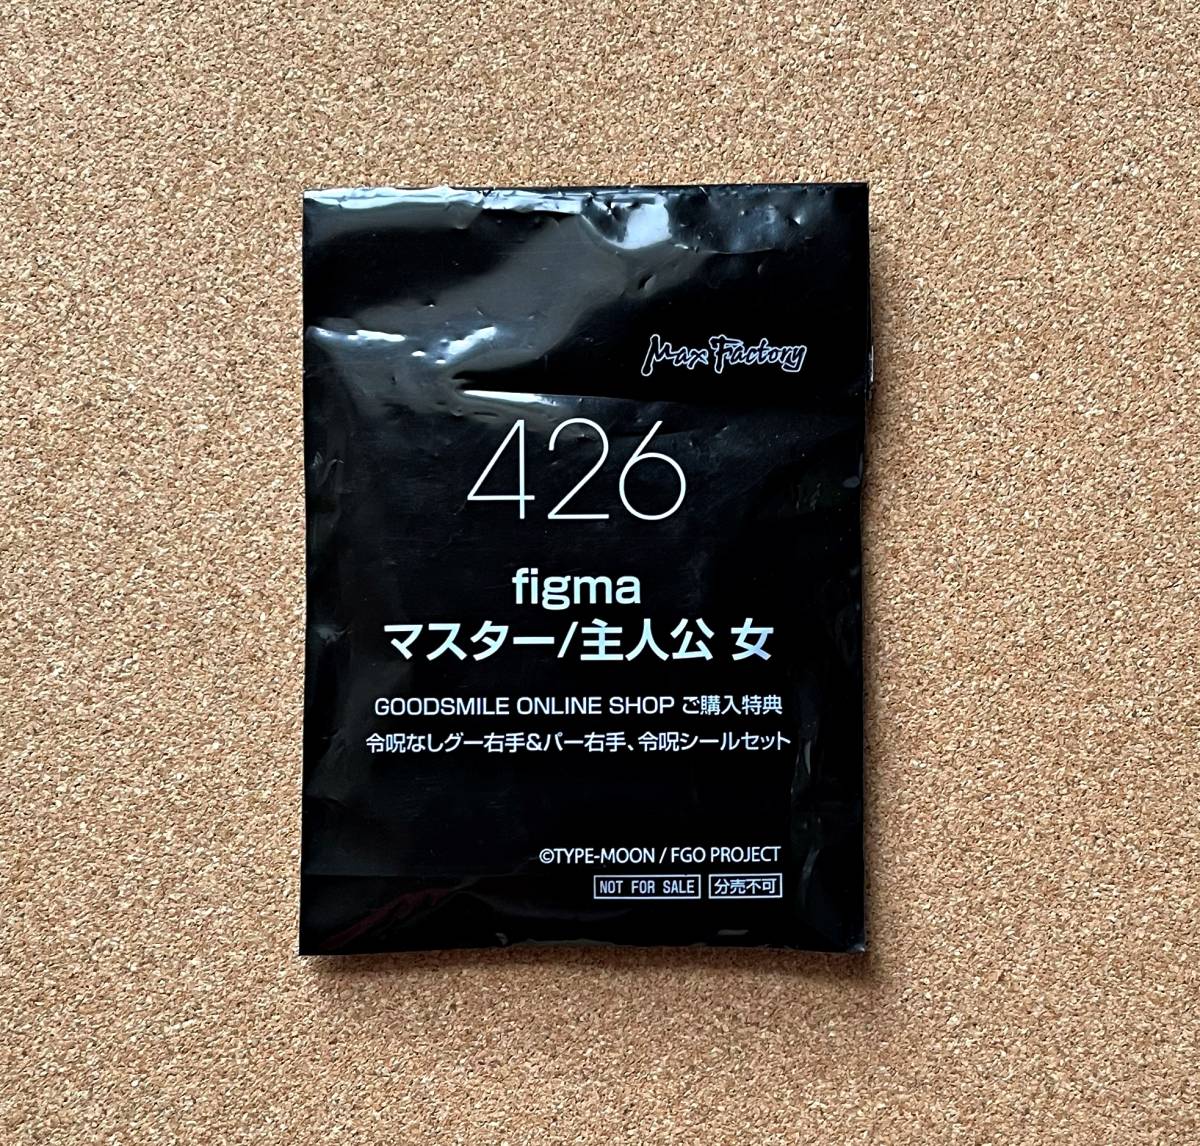 Max Factory
426
figma
マスター/主人公 女
GOODSMILE ONLINE SHOP ご購入特典
令呪なしグー右手&パー右手、令呪シールセット
©TYPE-MOON / FGO PROJECT
NOT FOR SALE 分売不可